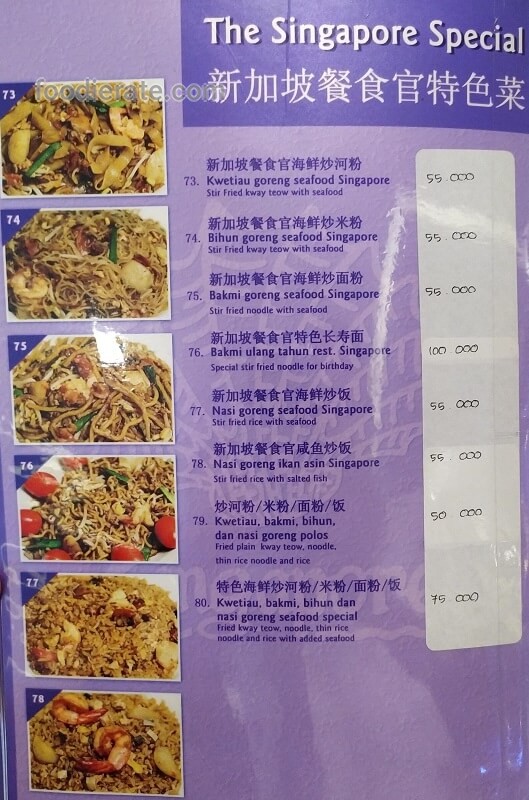 The Singapore Special
foodierate.com
新加坡餐食官特色菜
73
新加坡餐食官海鲜炒河粉
73. Kwetiau goreng seafood Singapore
Stir Fried kway teow with seafood
55.000
74
新加坡餐食官海鲜炒米粉
74. Bihun goreng seafood Singapore
Stir Fried kway teow with seafood
55.000
新加坡餐食官海鲜炒面粉
75. Bakmi goreng seafood Singapore
Stir fried noodle with seafood
55.000
75
新加坡餐食官特色长寿面
76. Bakmi ulang tahun rest. Singapore
Special stir fried noodle for birthday
100.000
新加坡餐食官海鲜炒饭
77. Nasi goreng seafood Singapore
Stir fried rice with seafood
55.000
新加坡餐食官咸鱼炒饭
78. Nasi goreng ikan asin Singapore
Stir fried rice with salted fish
55.000
76
炒河粉/米粉/面粉/饭
79. Kwetiau, bakmi, bihun,
dan nasi goreng polos
Fried plain kway teow, noodle,
thin rice noodle and rice
50.000
77
特色海鲜炒河粉/米粉/面粉/饭
80. Kwetiau, bakmi, bihun dan
nasi goreng seafood special
Fried kway teow, noodle, thin rice
noodle and rice with added seafood
75.000
78